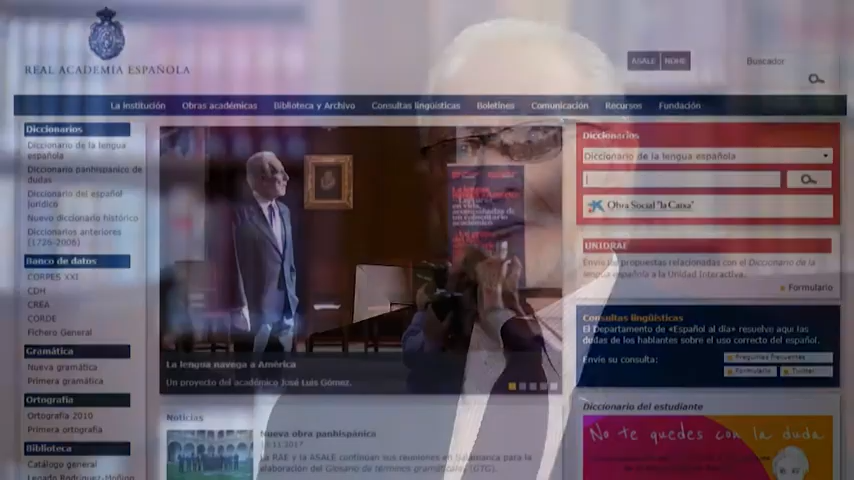 REAL ACADEMIA ESPAÑOLA
ASALE
Buscador
La institución Obras académicas Biblioteca y Archivo Consultas lingüísticas Boletines Comunicación Recursos Fundación
Diccionarios
Diccionario de la lengua
española
Diccionario panhispánico de
dudas
Diccionario del español
jurídico
Nuevo diccionario histórico
Diccionarios anteriores
(1726-2006)
Banco de datos
CORPES XXI
CDH
CREA
CORDE
Fichero General
Gramática
Nueva gramática
Primera gramática
Ortografía
Ortografía 2010
Primera ortografía
Biblioteca
Catálogo general
Legado Rodríguez-Moñino
La lengua navega a América
Un proyecto del académico José Luis Gómez.
Noticias
Nueva obra panhispánica
2017
La RAE y la ASALE continúan sus reuniones en Salamanca para la
elaboración del Glosario de términos gramaticales (GTG).
Diccionarios
Diccionario de la lengua española
Obra Social "la Caixa"
UNIDRAE
Envíe propuestas relacionadas con el Diccionario de la
lengua española a la Unidad Interactiva.
Formulario
Consultas lingüísticas
El Departamento de «Español al día» resuelve aquí las
dudas de los hablantes sobre el uso correcto del español.
Envíe su consulta:
Preguntas frecuentes
Formulario Twitter
Diccionario del estudiante
No te quedes con la duda